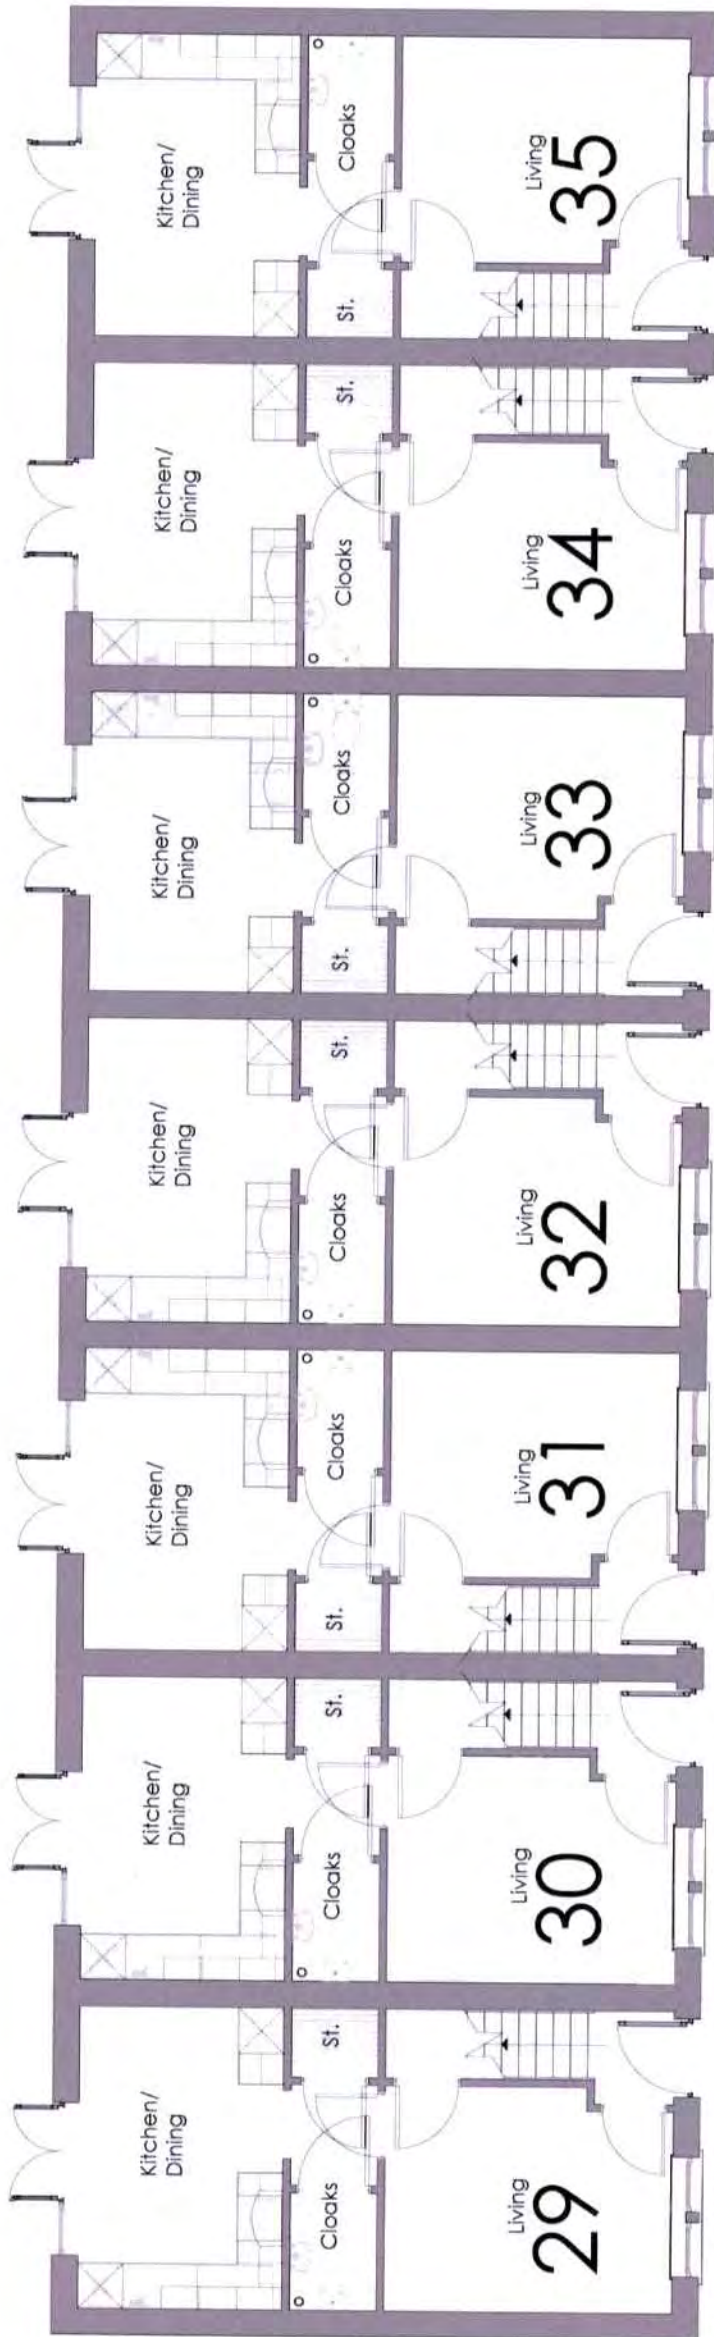 Kitchen/
Dining
Cloaks
St.
Living
29
Kitchen/
Dining
St.
Cloaks
Living
30
Kitchen/
Dining
St.
Cloaks
Living
31
Kitchen/
Dining
Cloaks
St.
Living
32
Kitchen/
Dining
St.
Cloaks
Living
33
Kitchen/
Dining
Cloaks
St.
Living
34
Kitchen/
Dining
St.
Cloaks
Living
35